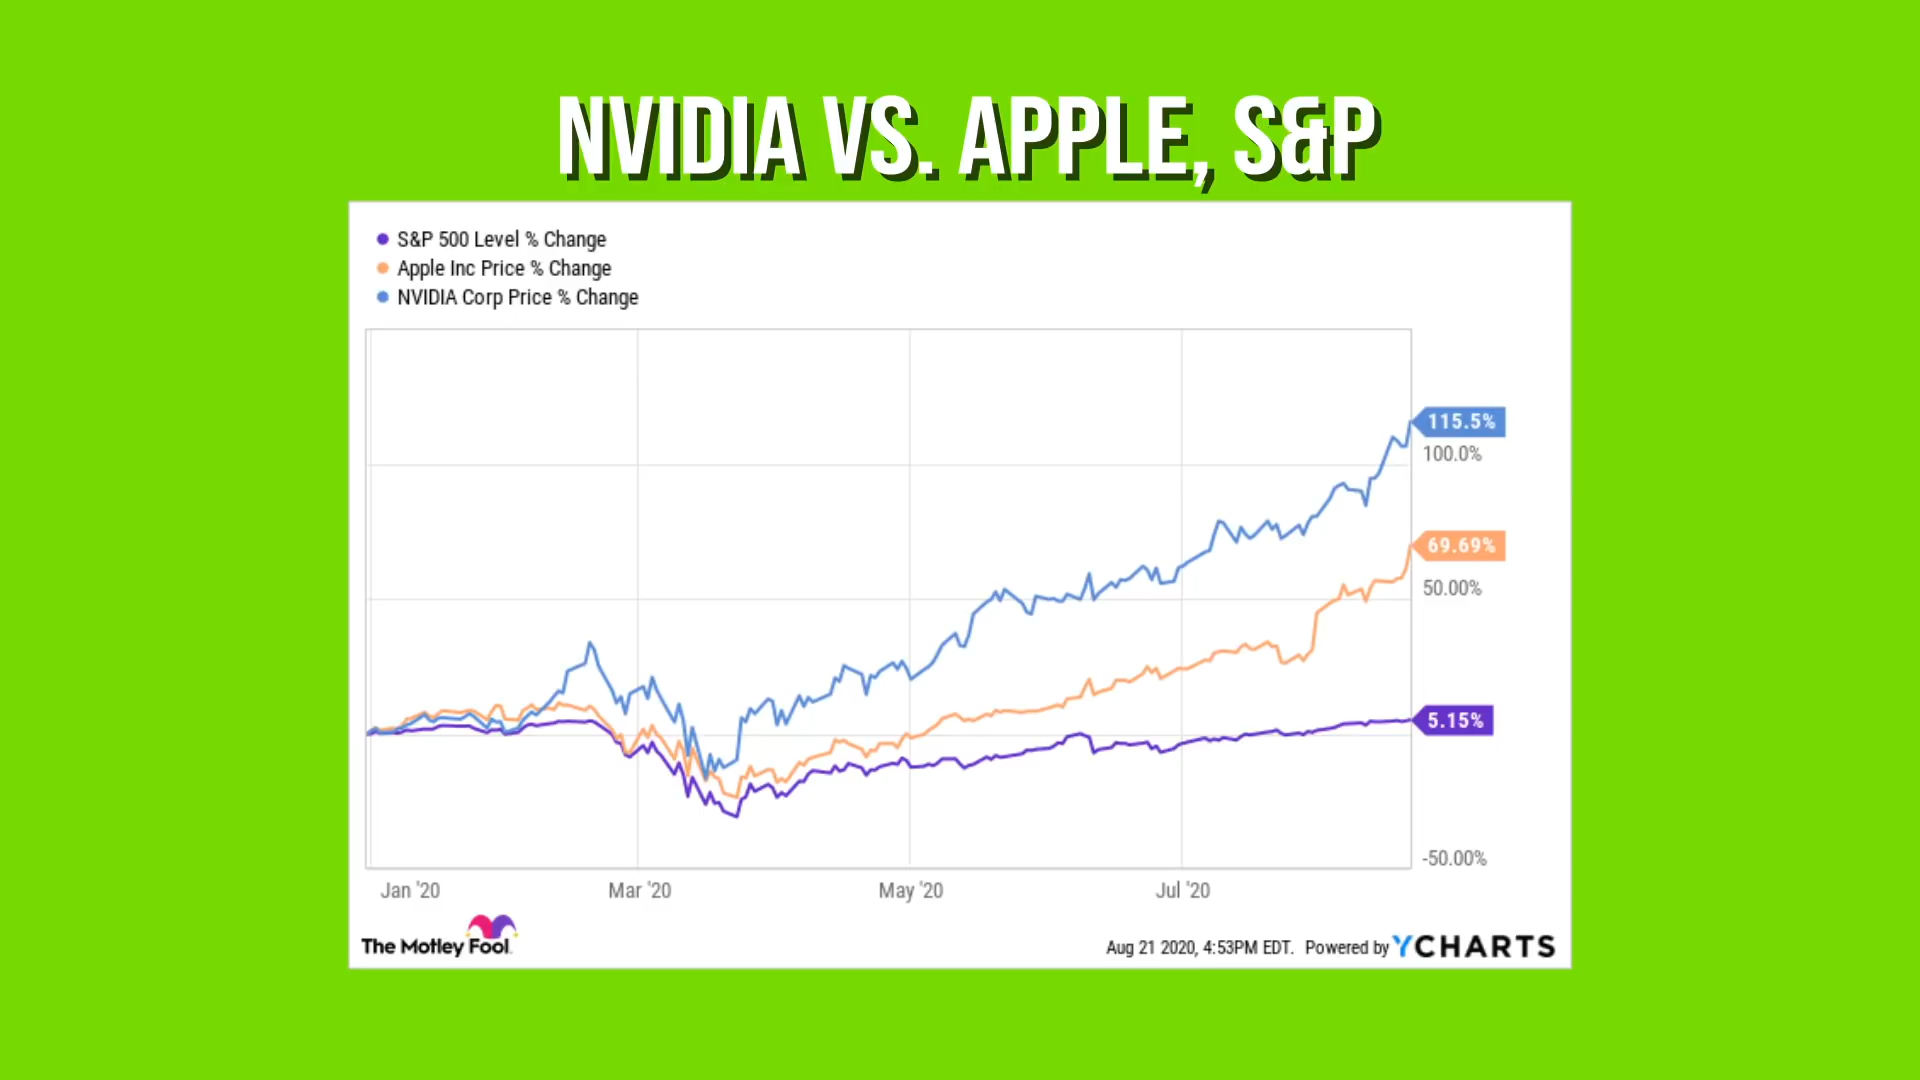 NVIDIA VS. APPLE, S&P
S&P 500 Level % Change
Apple Inc Price % Change
NVIDIA Corp Price % Change
115.5%
100.0%
69.69%
50.00%
5.15%
-50.00%
Jan '20 Mar '20 May '20 Jul '20
The Motley Fool
Aug 21 2020, 4:53PM EDT. Powered by YCHARTS